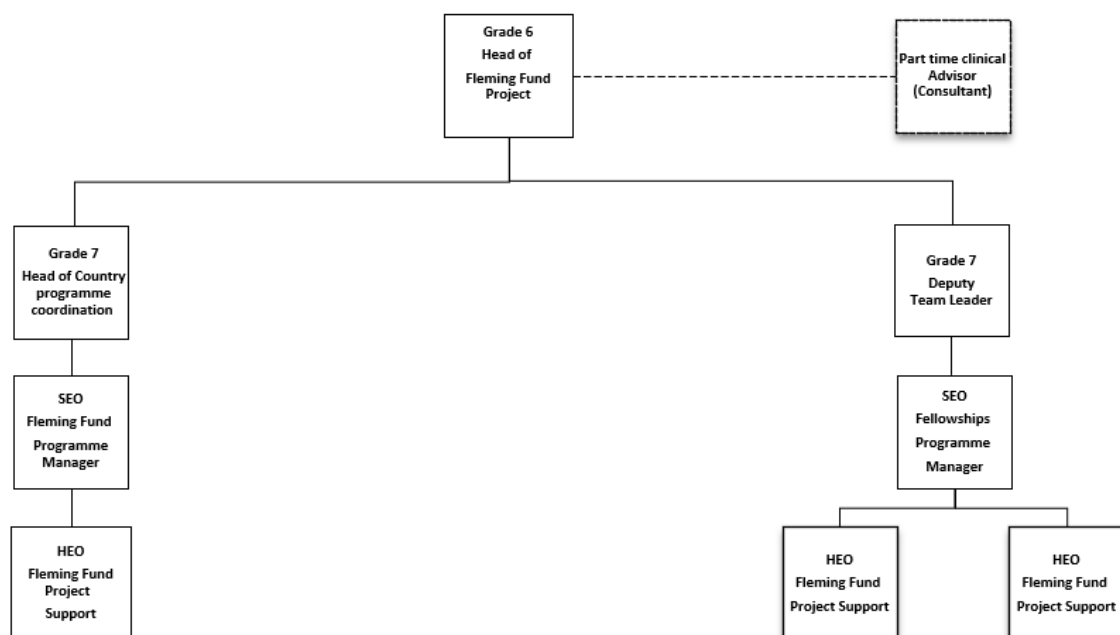 Grade 6
Head of
Fleming Fund
Project
Part time clinical
Advisor
(Consultant)
Grade 7
Head of Country
programme
coordination
Grade 7
Deputy
Team Leader
SEO
Fleming Fund
Programme
Manager
SEO
Fellowships
Programme
Manager
HEO
Fleming Fund
Project
Support
HEO
Fleming Fund
Project Support
HEO
Fleming Fund
Project Support